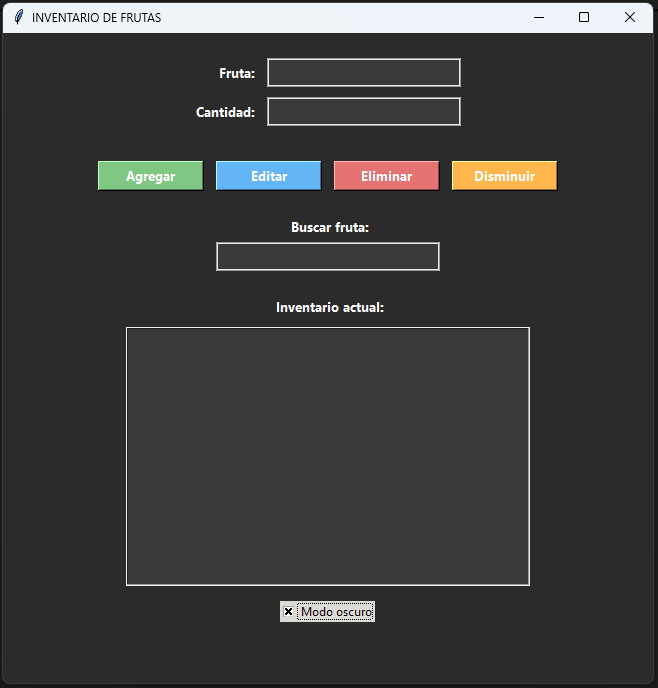 INVENTARIO DE FRUTAS
Fruta:
Cantidad:
Agregar Editar Eliminar Disminuir
Buscar fruta:
Inventario actual:
Modo oscuro